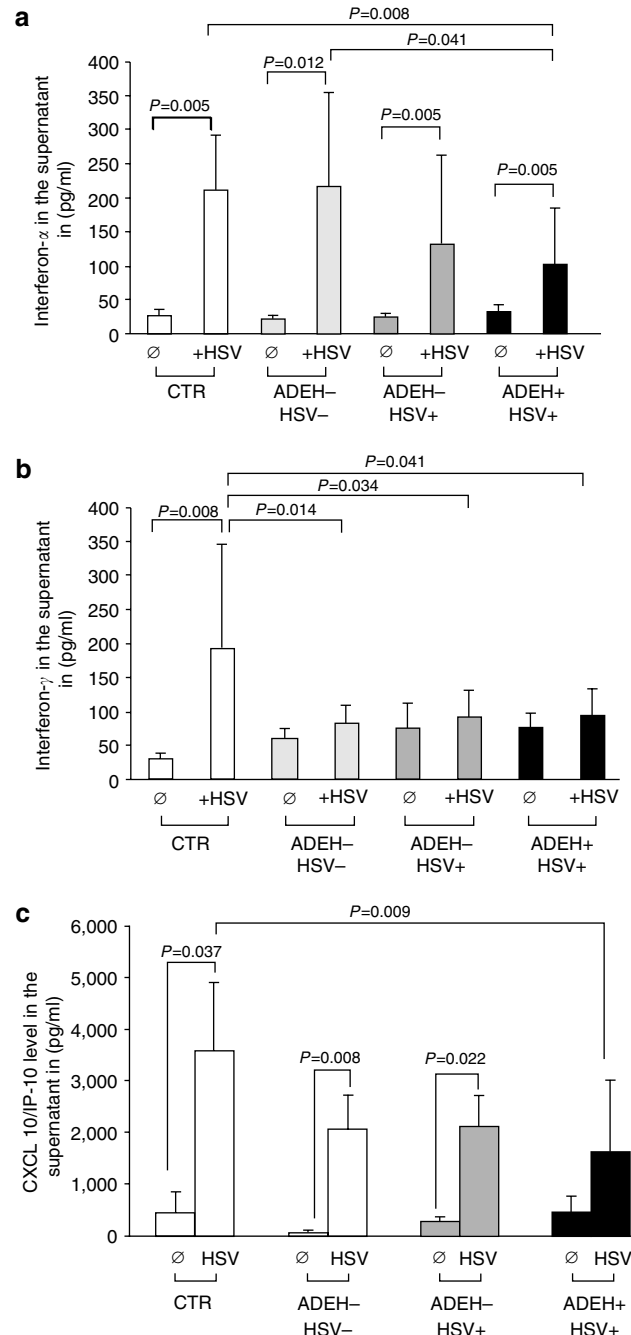 a
P=0.008
P=0.041
P=0.012
P=0.005
P=0.005
P=0.005
400
350
300
250
200
150
100
50
0
Interferon-α in the supernatant
in (pg/ml)
∅ +HSV ∅ +HSV ∅ +HSV ∅ +HSV
CTR ADEH– ADEH– ADEH+
HSV– HSV+ HSV+
b
P=0.041
P=0.034
P=0.008 P=0.014
400
350
300
250
200
150
100
50
0
Interferon-γ in the supernatant
in (pg/ml)
∅ +HSV ∅ +HSV ∅ +HSV ∅ +HSV
CTR ADEH– ADEH– ADEH+
HSV– HSV+ HSV+
c
P=0.009
P=0.037
P=0.008 P=0.022
6,000
5,000
4,000
3,000
2,000
1,000
0
CXCL 10/IP-10 level in the
supernatant in (pg/ml)
∅ HSV ∅ HSV ∅ HSV ∅ HSV
CTR ADEH– ADEH– ADEH+
HSV– HSV+ HSV+